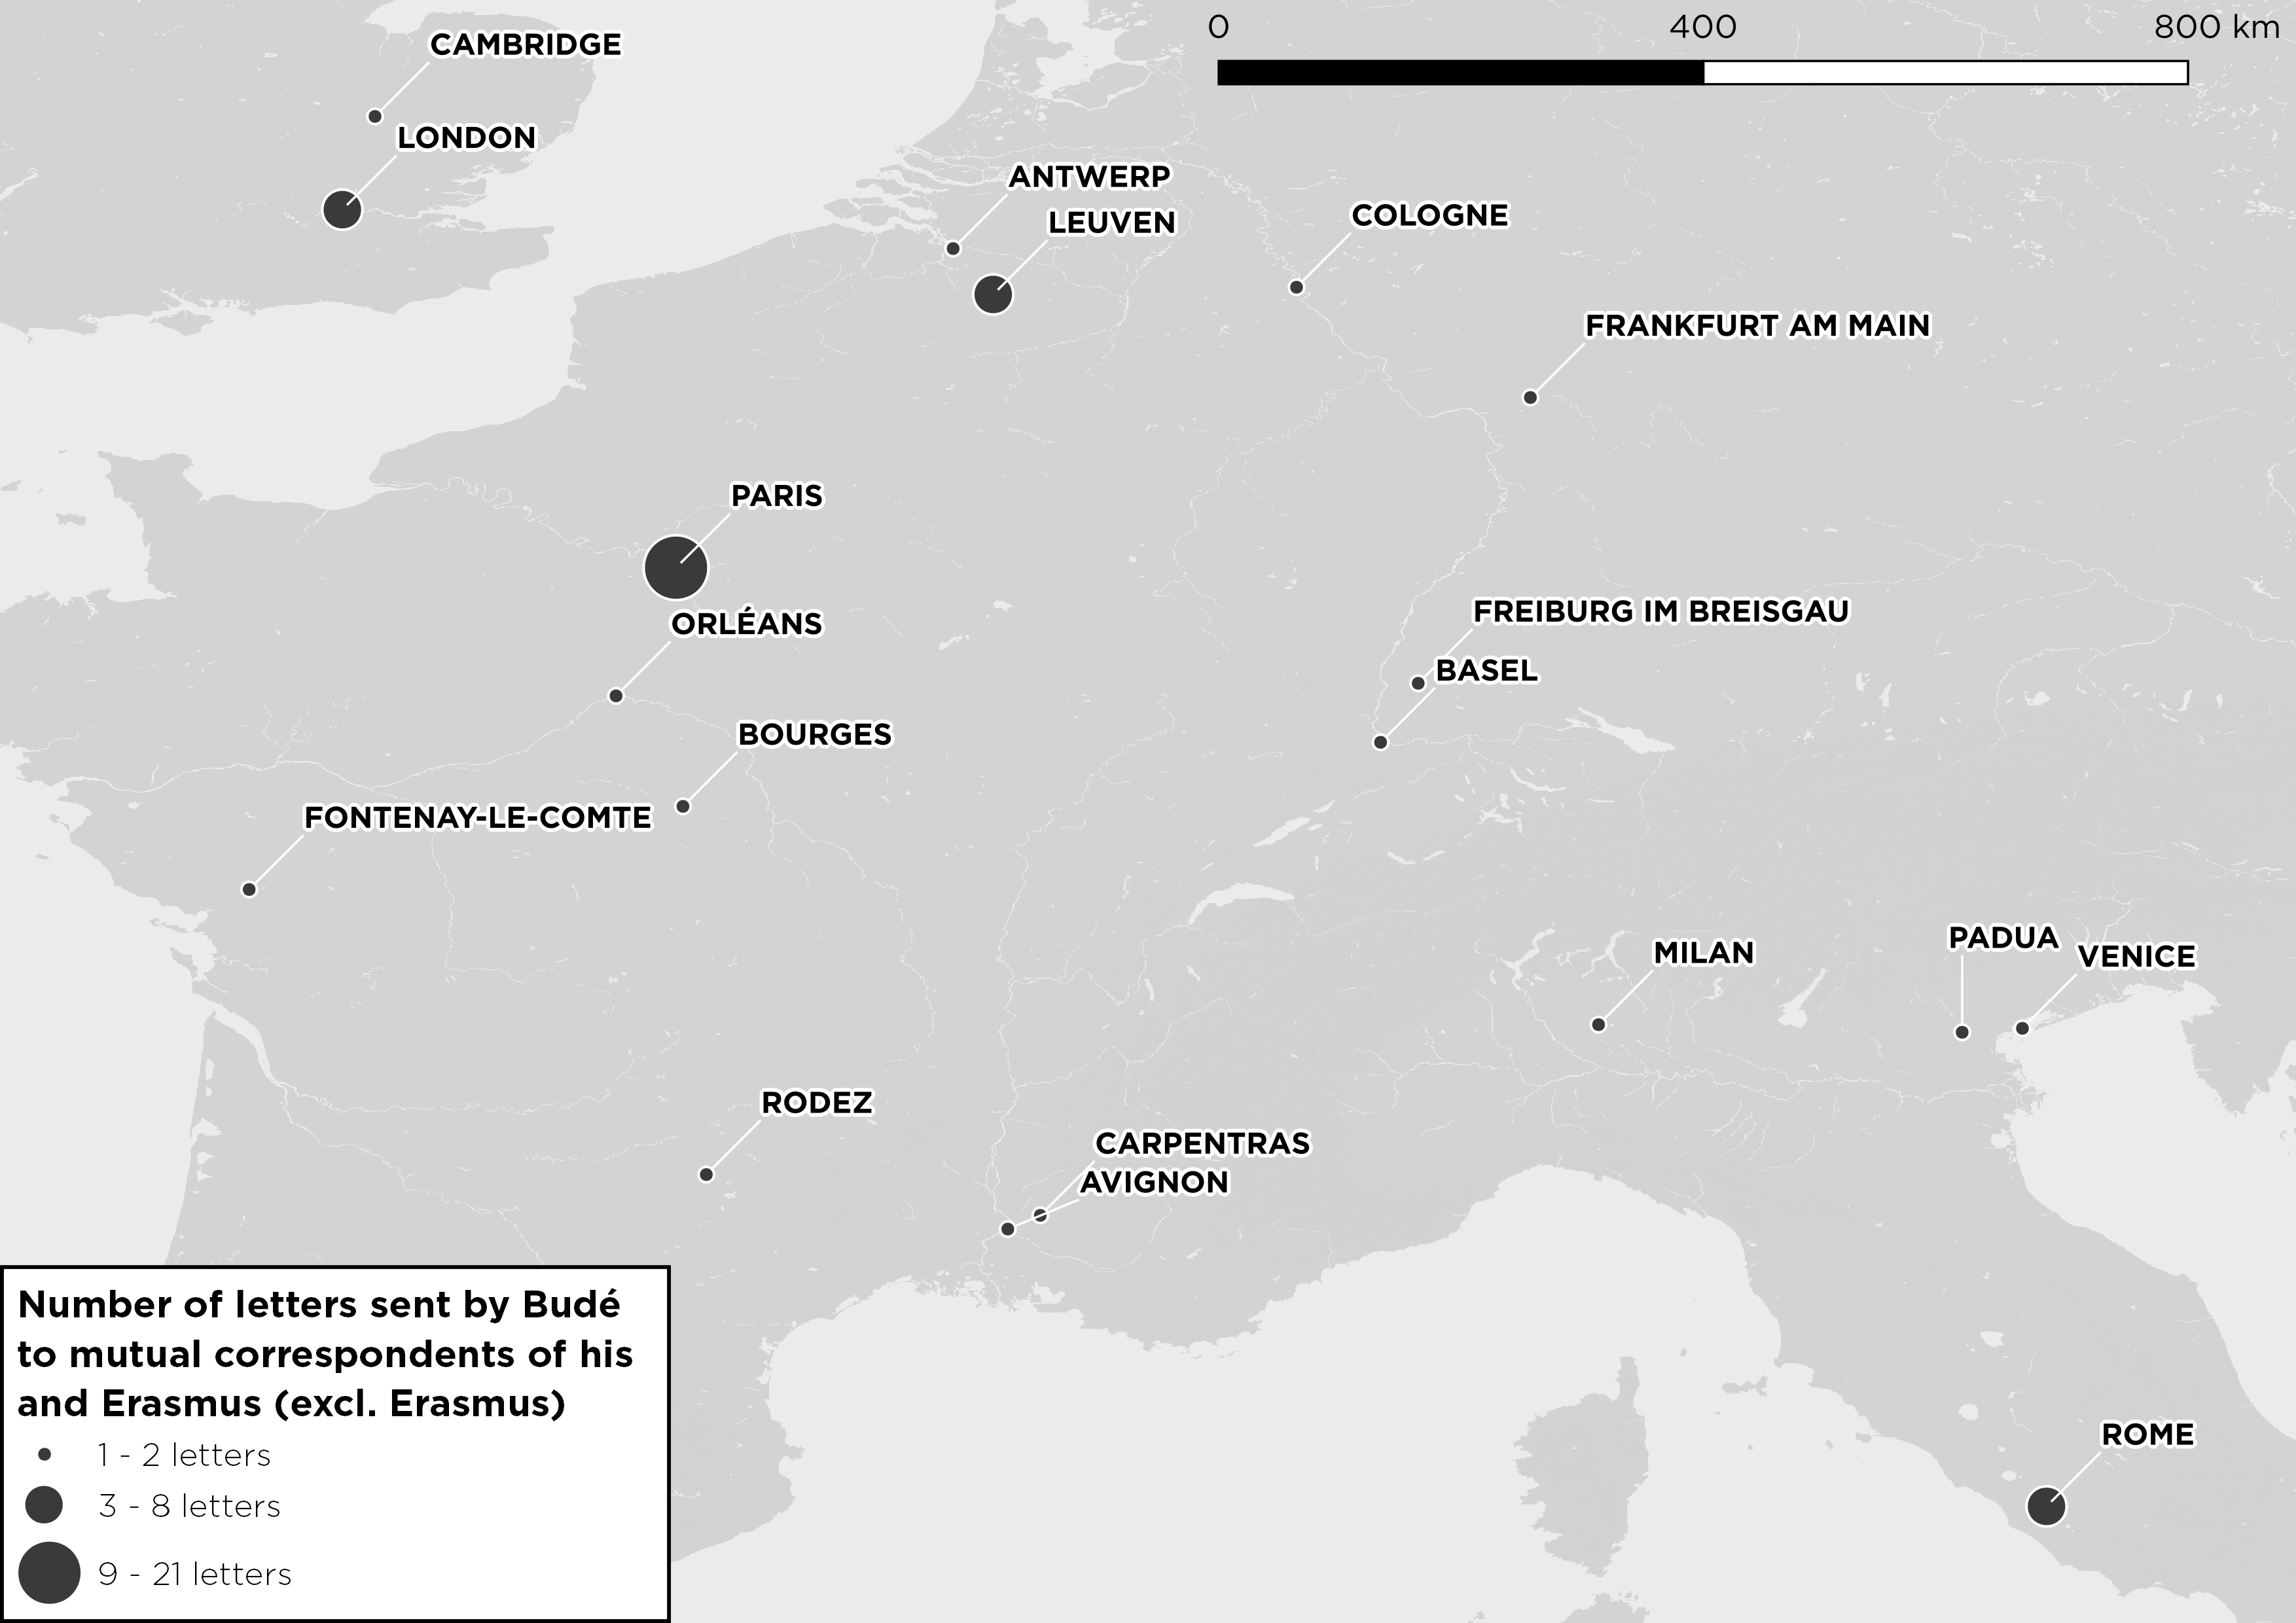 0 400 800 km
CAMBRIDGE
LONDON
ANTWERP
LEUVEN
COLOGNE
FRANKFURT AM MAIN
PARIS
ORLÉANS
FREIBURG IM BREISGAU
BASEL
BOURGES
FONTENAY-LE-COMTE
PADUA
MILAN
VENICE
RODEZ
CARPENTRAS
AVIGNON
ROME
Number of letters sent by Budé
to mutual correspondents of his
and Erasmus (excl. Erasmus)
1 - 2 letters
3 - 8 letters
9 - 21 letters